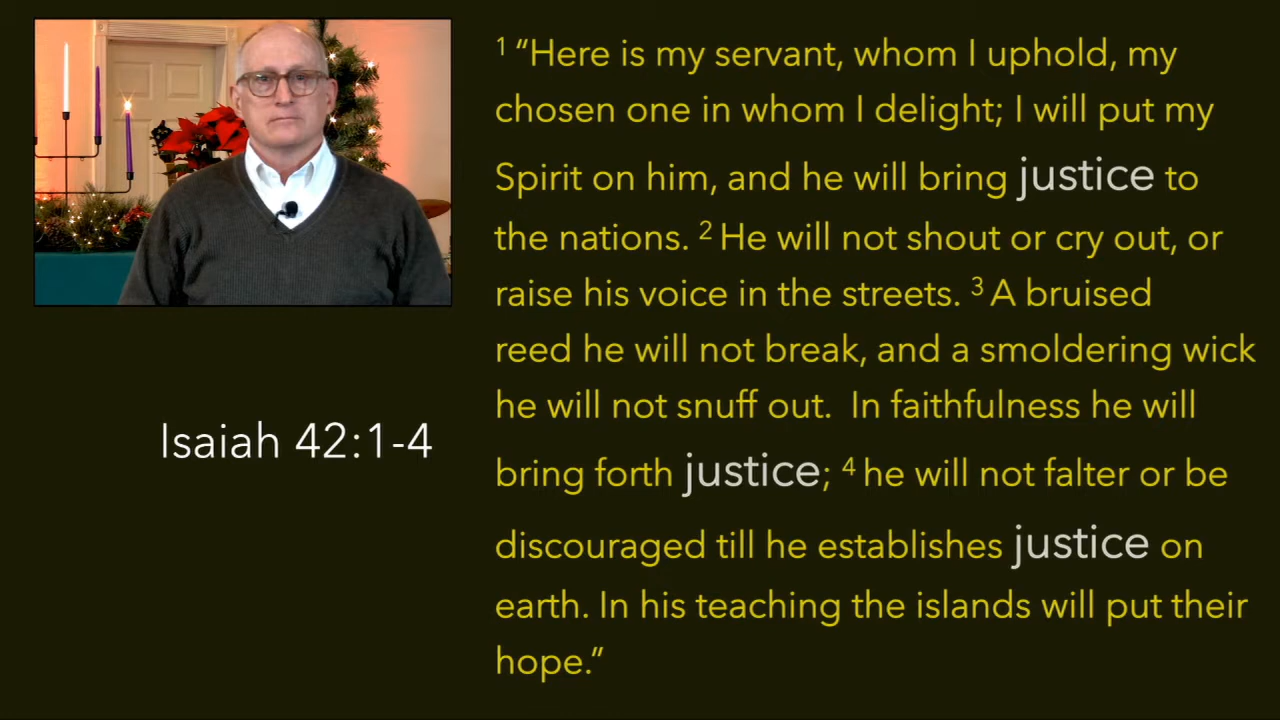 ¹ “Here is my servant, whom I uphold, my
chosen one in whom I delight; I will put my
Spirit on him, and he will bring justice to
the nations. ² He will not shout or cry out, or
raise his voice in the streets. ³ A bruised
reed he will not break, and a smoldering wick
he will not snuff out.  In faithfulness he will
bring forth justice; ⁴ he will not falter or be
discouraged till he establishes justice on
earth. In his teaching the islands will put their
hope.”
Isaiah 42:1-4